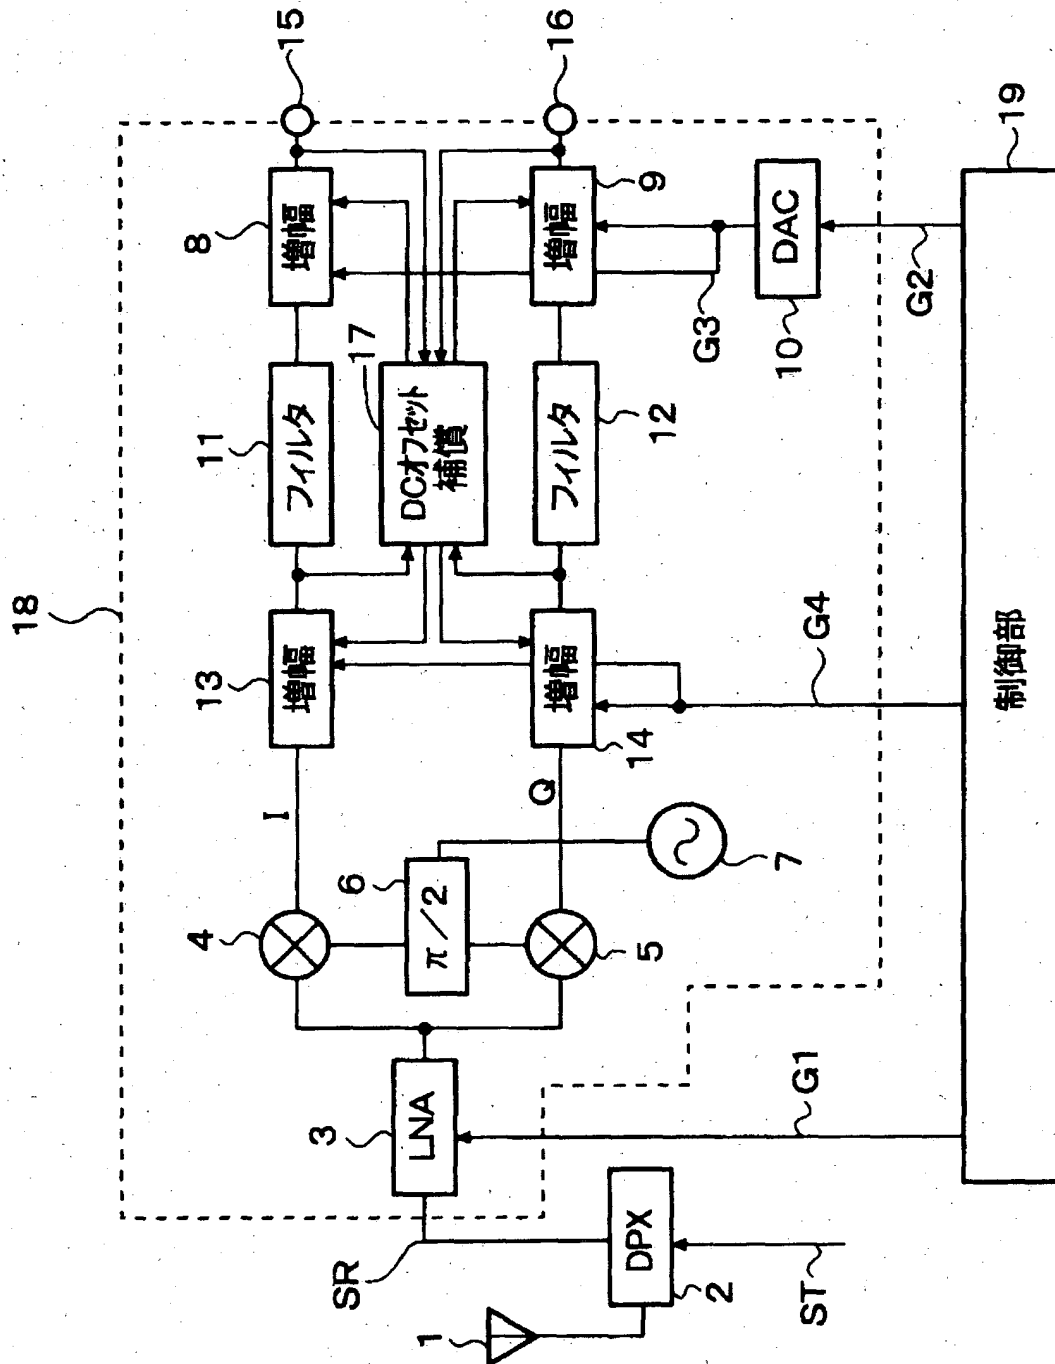 18
15
16
8
増幅
増幅
9
DAC
10
G3
G2
19
11
フィルタ
17
DCオフセット
補償
フィルタ
12
13
増幅
増幅
14
G4
制御部
I
Q
4
6
π/2
5
7
3
LNA
G1
SR
DPX
2
ST
1